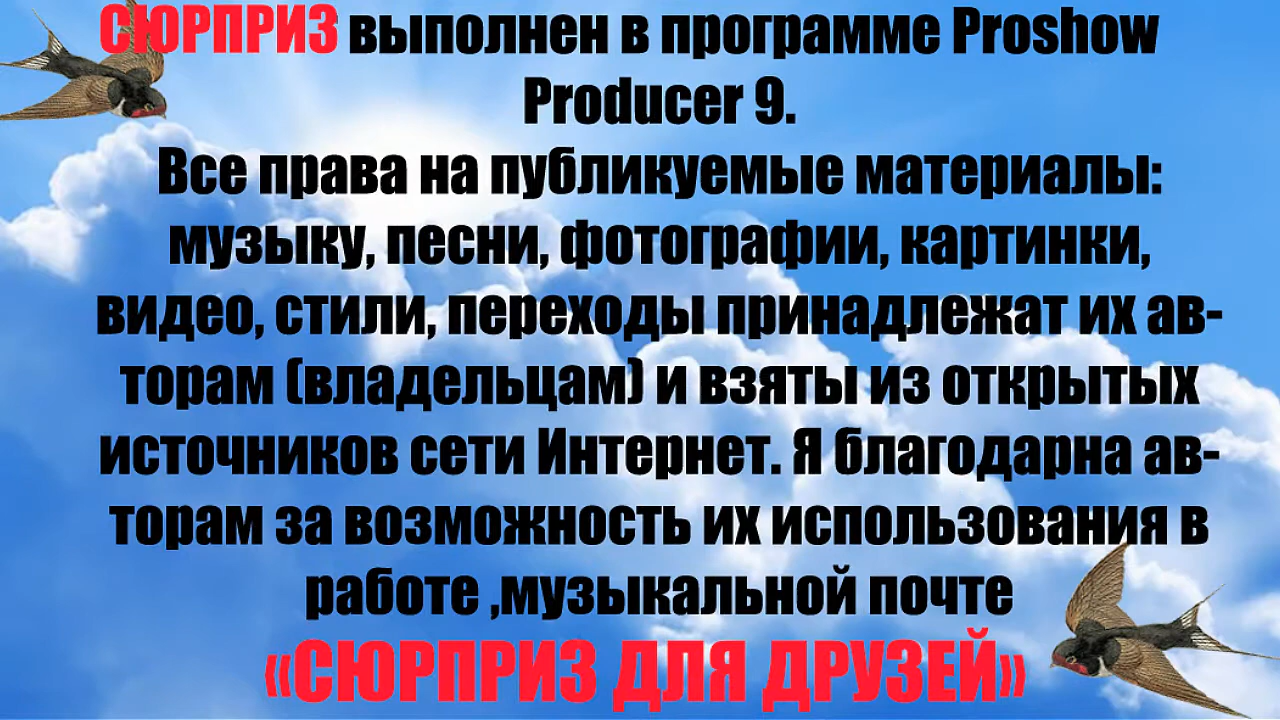 СЮРПРИЗ выполнен в программе Proshow
Producer 9.
Все права на публикуемые материалы:
музыку, песни, фотографии, картинки,
видео, стили, переходы принадлежат их ав-
торам (владельцам) и взяты из открытых
источников сети Интернет. Я благодарна ав-
торам за возможность их использования в
работе ,музыкальной почте
«СЮРПРИЗ ДЛЯ ДРУЗЕЙ»